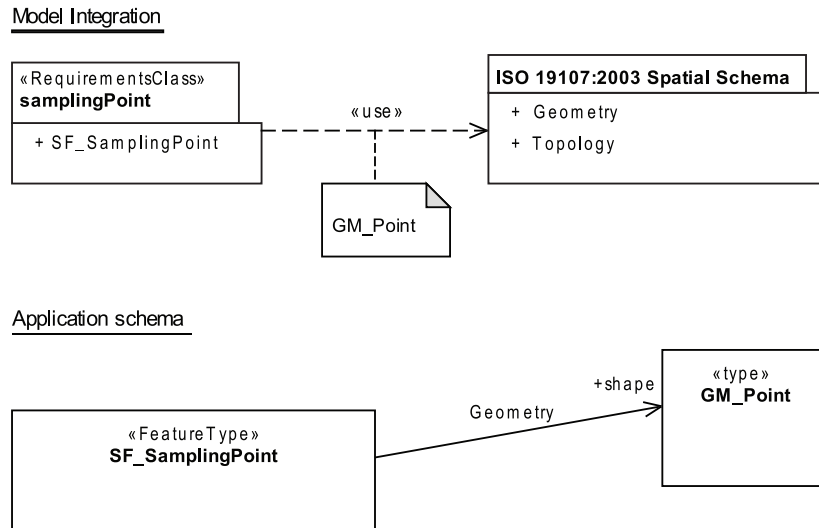 Model Integration
«RequirementsClass»
samplingPoint
+ SF_SamplingPoint
«use»
GM_Point
ISO 19107:2003 Spatial Schema
+ Geometry
+ Topology
Application schema
«FeatureType»
SF_SamplingPoint
Geometry
+shape
«type»
GM_Point